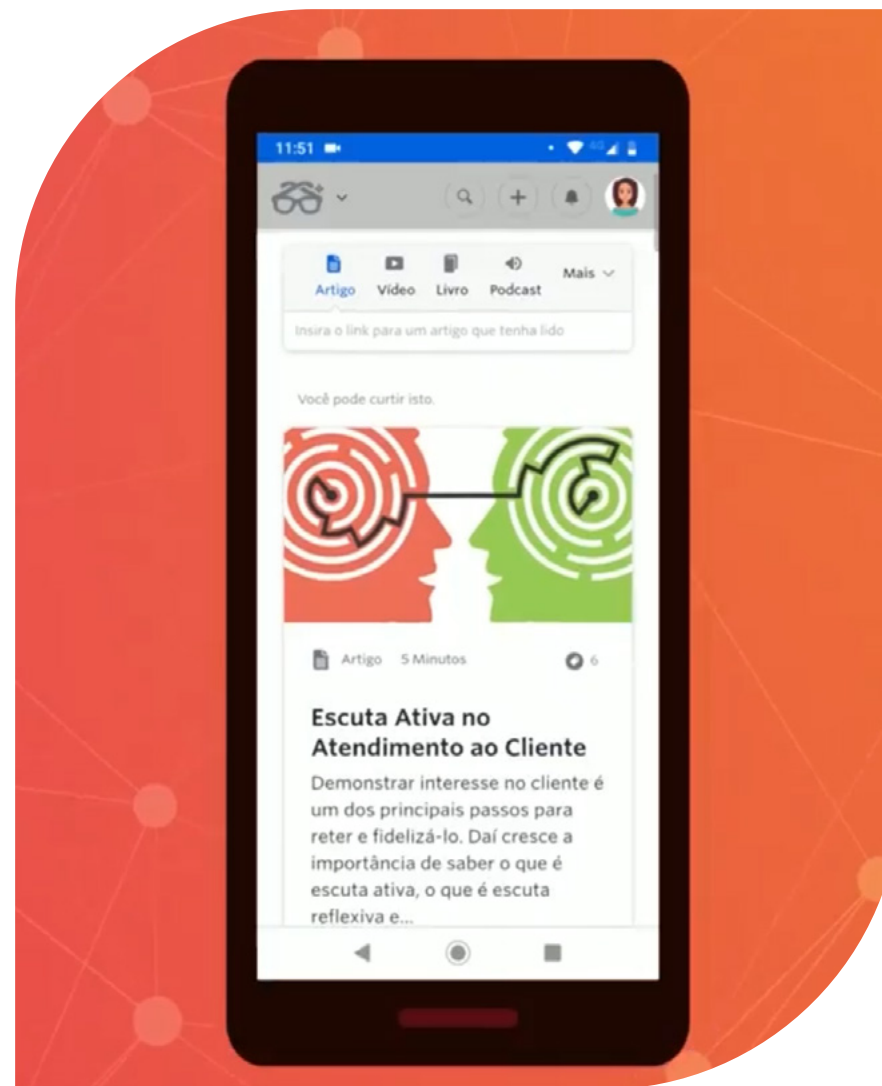 11:51 4G
Artigo Vídeo Livro Podcast Mais
Insira o link para um artigo que tenha lido
Você pode curtir isto.
Artigo 5 Minutos 6
Escuta Ativa no
Atendimento ao Cliente
Demonstrar interesse no cliente é
um dos principais passos para
reter e fidelizá-lo. Daí cresce a
importância de saber o que é
escuta ativa, o que é escuta
reflexiva e...